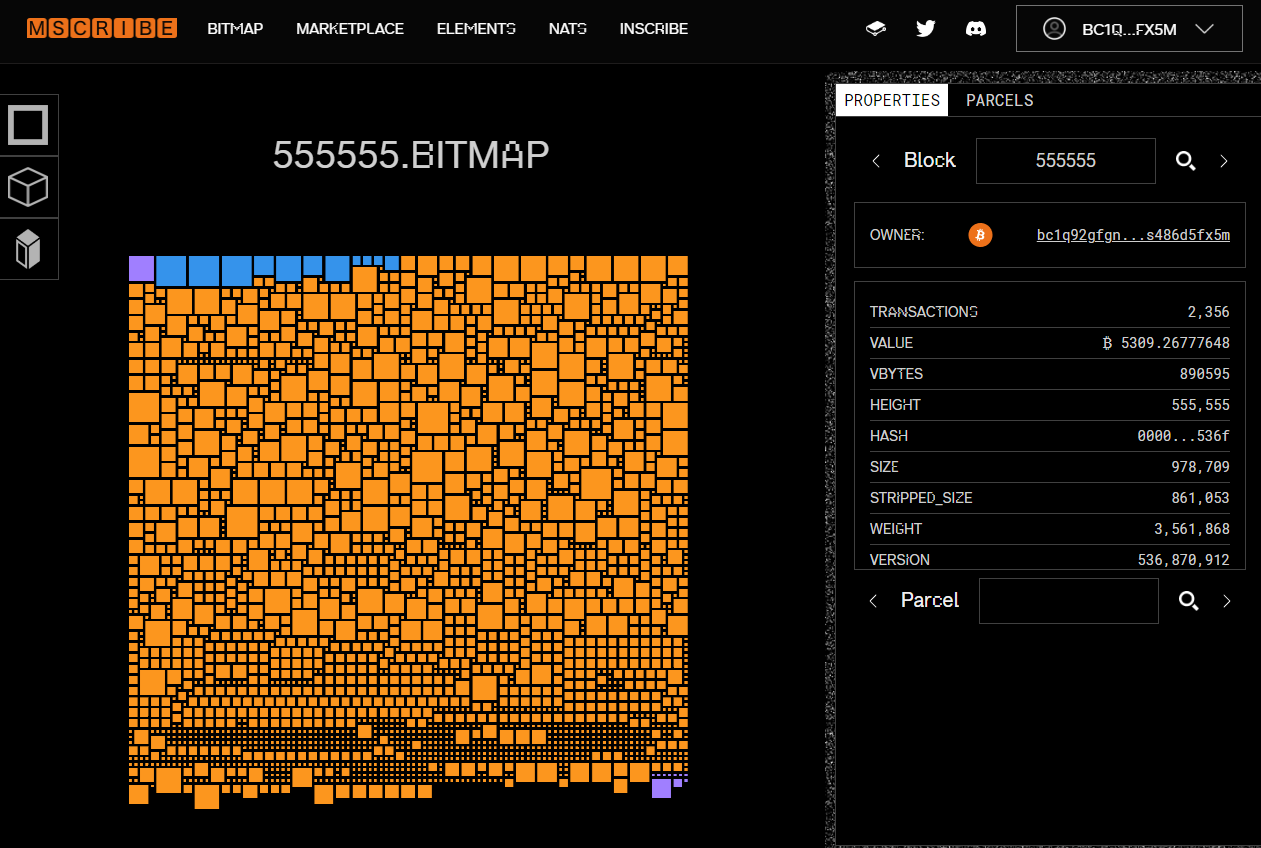 MSCRIBE BITMAP MARKETPLACE ELEMENTS NATS INSCRIBE BC1Q...FX5M
555555.BITMAP
PROPERTIES PARCELS
Block 555555
OWNER: bc1q92gfgn...s486d5fx5m
TRANSACTIONS 2,356
VALUE ₿ 5309.26777648
VBYTES 890595
HEIGHT 555,555
HASH 0000...536f
SIZE 978,709
STRIPPED_SIZE 861,053
WEIGHT 3,561,868
VERSION 536,870,912
Parcel